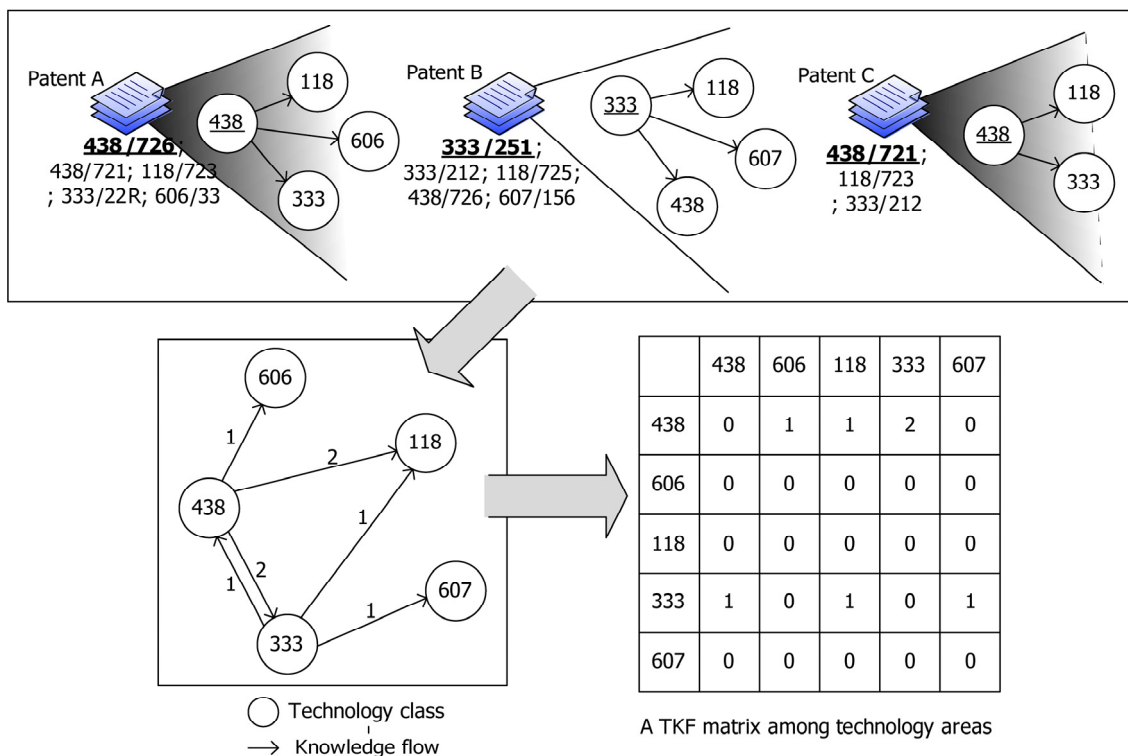 Patent A
438
118
606
333
438/726;
438/721; 118/723
; 333/22R; 606/33
Patent B
333
118
607
438
333/251;
333/212; 118/725;
438/726; 607/156
Patent C
438
118
333
438/721;
118/723
; 333/212
606
1
118
2
438
1
2
1
607
1
333
Technology class
Knowledge flow
438 606 118 333 607
438 0 1 1 2 0
606 0 0 0 0 0
118 0 0 0 0 0
333 1 0 1 0 1
607 0 0 0 0 0
A TKF matrix among technology areas